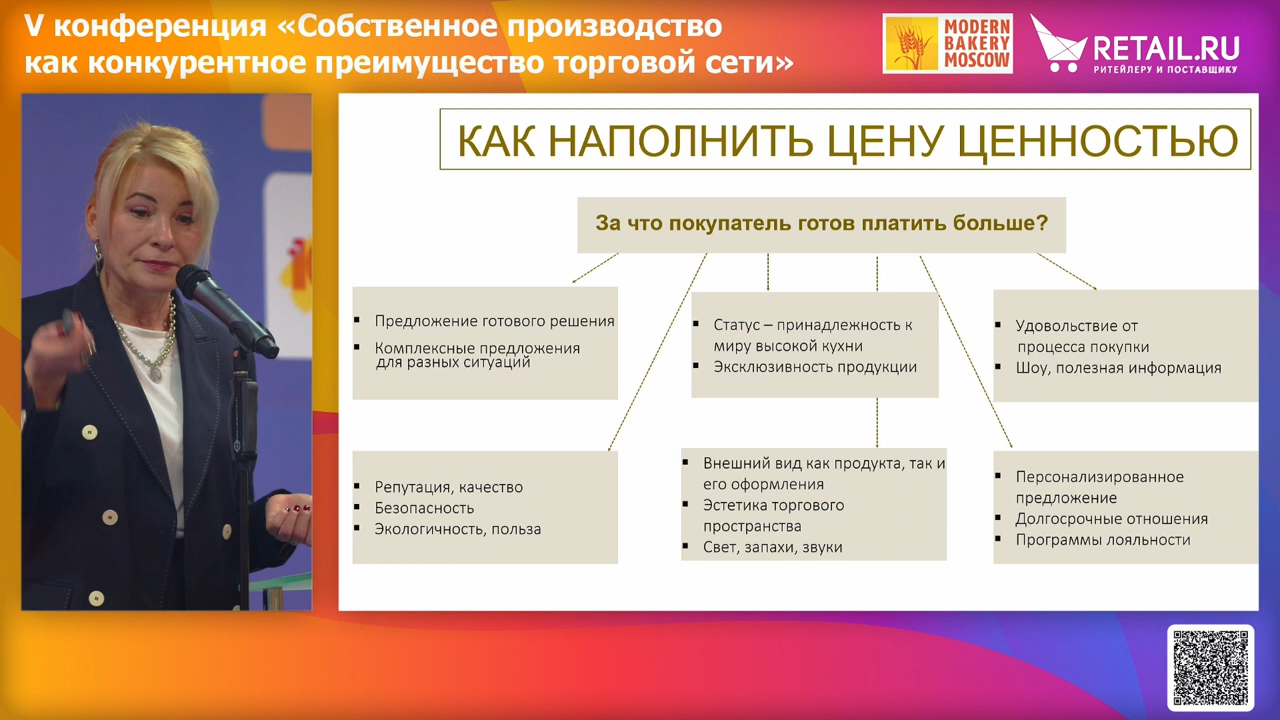 V конференция «Собственное производство
как конкурентное преимущество торговой сети»
MODERN
BAKERY
MOSCOW
RETAIL.RU
РИТЕЙЛЕРУ И ПОСТАВЩИКУ
КАК НАПОЛНИТЬ ЦЕНУ ЦЕННОСТЬЮ
За что покупатель готов платить больше?
▪ Предложение готового решения
▪ Комплексные предложения
для разных ситуаций
▪ Статус – принадлежность к
миру высокой кухни
▪ Эксклюзивность продукции
▪ Удовольствие от
процесса покупки
▪ Шоу, полезная информация
▪ Репутация, качество
▪ Безопасность
▪ Экологичность, польза
▪ Внешний вид как продукта, так и
его оформления
▪ Эстетика торгового
пространства
▪ Свет, запахи, звуки
▪ Персонализированное
предложение
▪ Долгосрочные отношения
▪ Программы лояльности